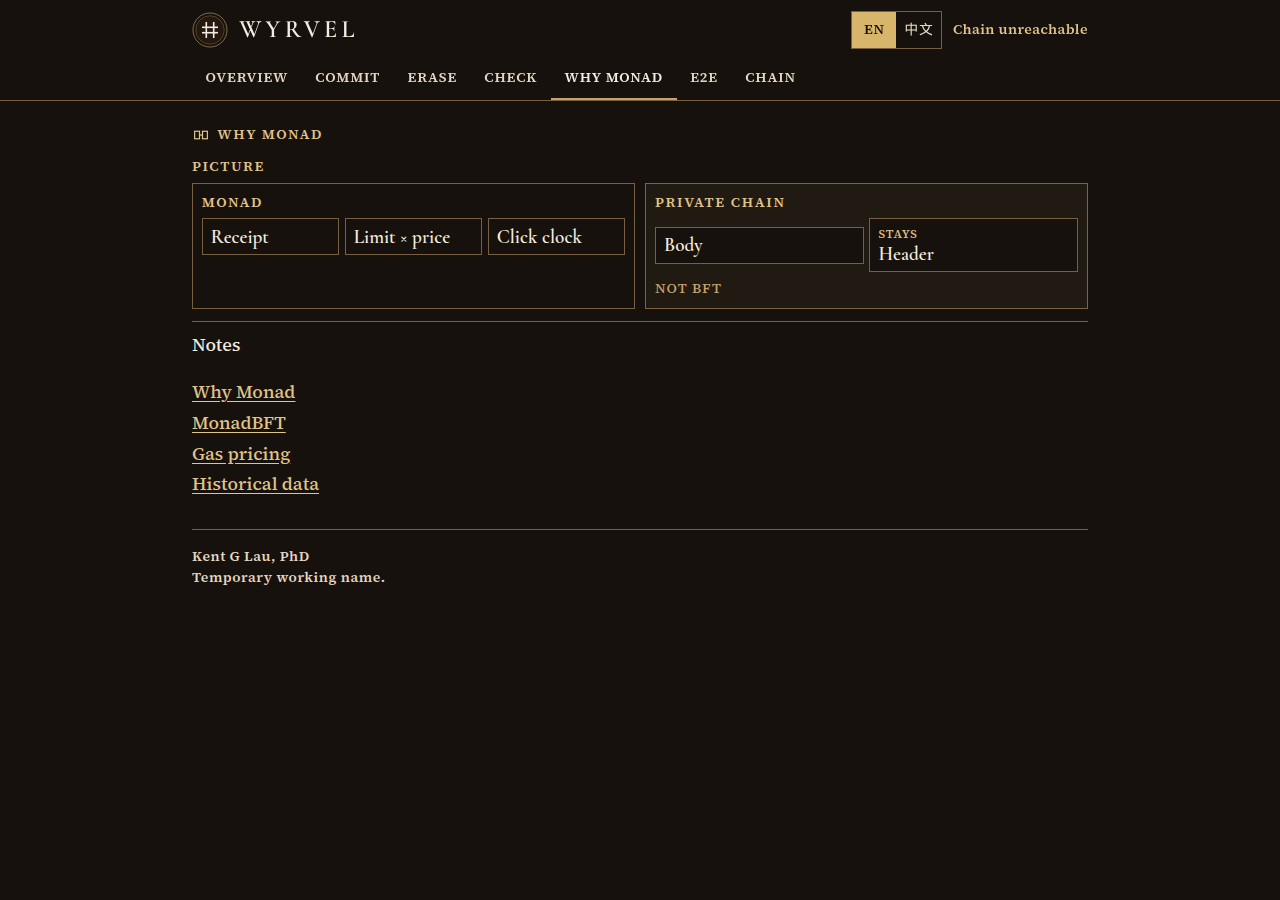 WYRVEL
EN 中文 Chain unreachable
OVERVIEW COMMIT ERASE CHECK WHY MONAD E2E CHAIN
WHY MONAD
PICTURE
MONAD
Receipt
Limit × price
Click clock
PRIVATE CHAIN
Body
STAYS
Header
NOT BFT
Notes
Why Monad
MonadBFT
Gas pricing
Historical data
Kent G Lau, PhD
Temporary working name.